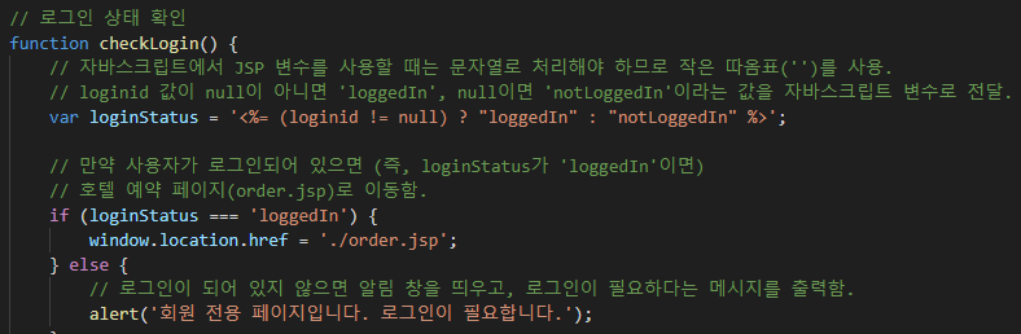 // 로그인 상태 확인
function checkLogin() {
// 자바스크립트에서 JSP 변수를 사용할 때는 문자열로 처리해야 하므로 작은 따옴표('')를 사용.
// loginid 값이 null이 아니면 'loggedIn', null이면 'notLoggedIn'이라는 값을 자바스크립트 변수로 전달.
var loginStatus = '<%= (loginid != null) ? "loggedIn" : "notLoggedIn" %>';
// 만약 사용자가 로그인되어 있으면 (즉, loginStatus가 'loggedIn'이면)
// 호텔 예약 페이지(order.jsp)로 이동함.
if (loginStatus === 'loggedIn') {
window.location.href = './order.jsp';
} else {
// 로그인이 되어 있지 않으면 알림 창을 띄우고, 로그인이 필요하다는 메시지를 출력함.
alert('회원 전용 페이지입니다. 로그인이 필요합니다.');